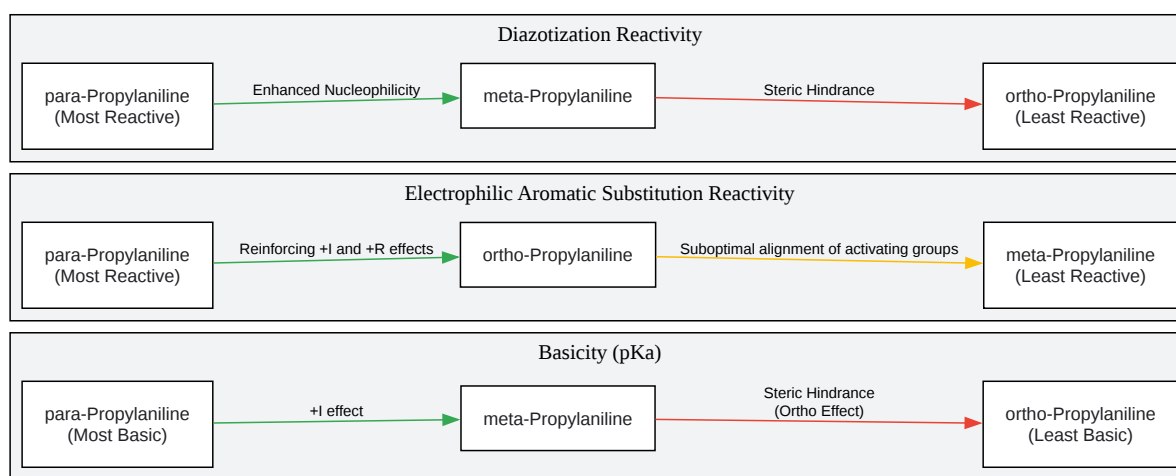 Diazotization Reactivity
para-Propylaniline
(Most Reactive)
Enhanced Nucleophilicity
meta-Propylaniline
Steric Hindrance
ortho-Propylaniline
(Least Reactive)
Electrophilic Aromatic Substitution Reactivity
para-Propylaniline
(Most Reactive)
Reinforcing +I and +R effects
ortho-Propylaniline
Suboptimal alignment of activating groups
meta-Propylaniline
(Least Reactive)
Basicity (pKa)
para-Propylaniline
(Most Basic)
+I effect
meta-Propylaniline
Steric Hindrance
(Ortho Effect)
ortho-Propylaniline
(Least Basic)